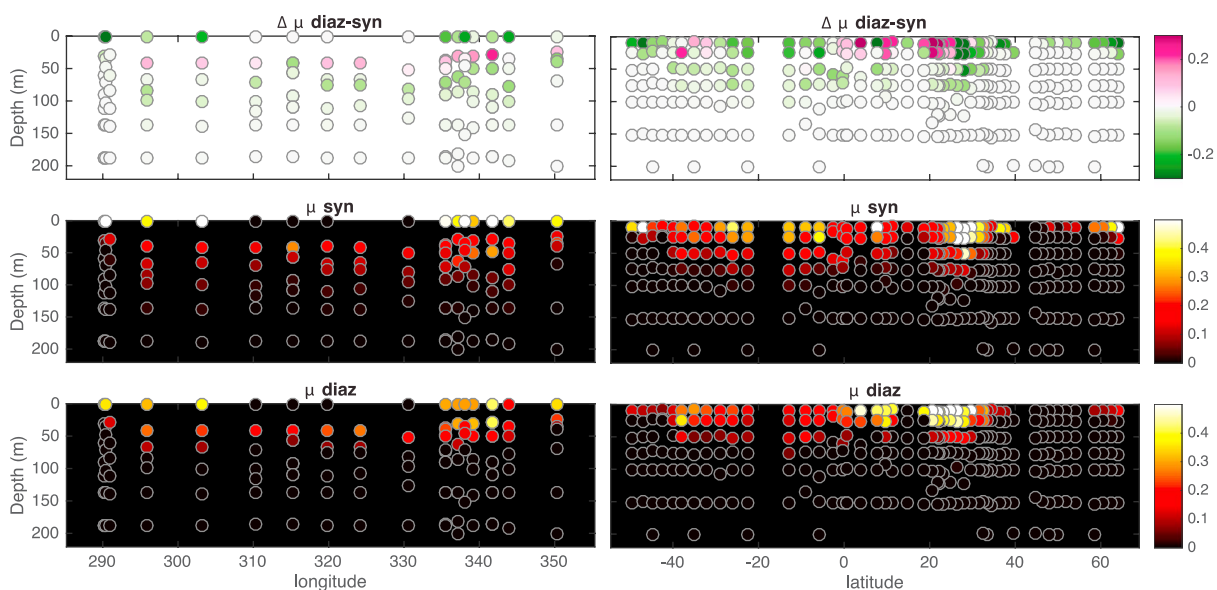 Δ μ diaz-syn
Δ μ diaz-syn
Depth (m)
0
50
100
150
200
0.2
0
-0.2
μ syn
μ syn
Depth (m)
0
50
100
150
200
0.4
0.3
0.2
0.1
0
μ diaz
μ diaz
Depth (m)
0
50
100
150
200
0.4
0.3
0.2
0.1
0
290 300 310 320 330 340 350
-40 -20 0 20 40 60
longitude
latitude